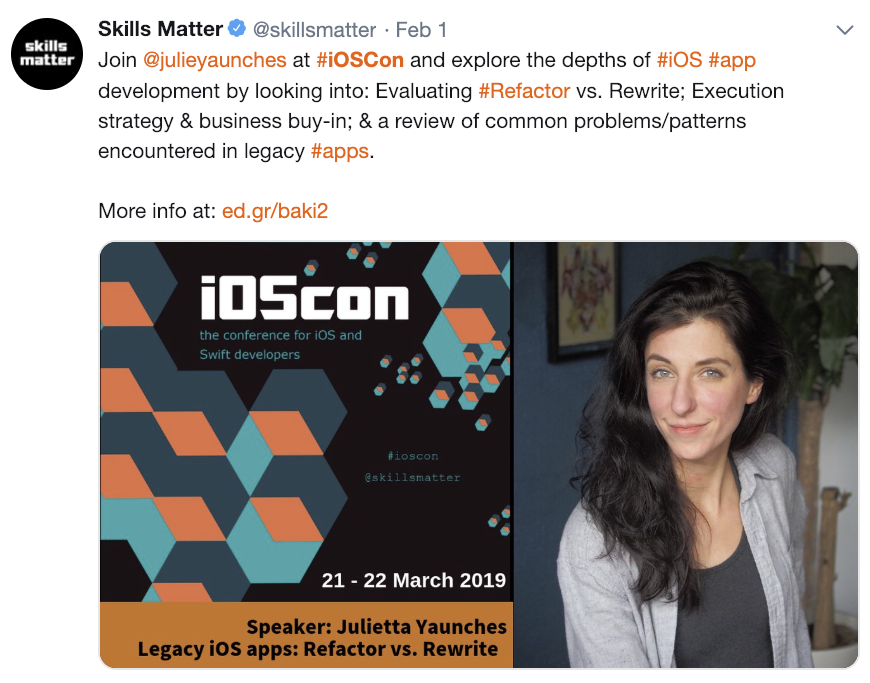 skills
matter
Skills Matter @skillsmatter · Feb 1
Join @julieyaunches at #iOSCon and explore the depths of #iOS #app
development by looking into: Evaluating #Refactor vs. Rewrite; Execution
strategy & business buy-in; & a review of common problems/patterns
encountered in legacy #apps.
More info at: ed.gr/baki2
iOScon
the conference for iOS and
Swift developers
#ioscon
@skillsmatter
21 - 22 March 2019
Speaker: Julietta Yaunches
Legacy iOS apps: Refactor vs. Rewrite